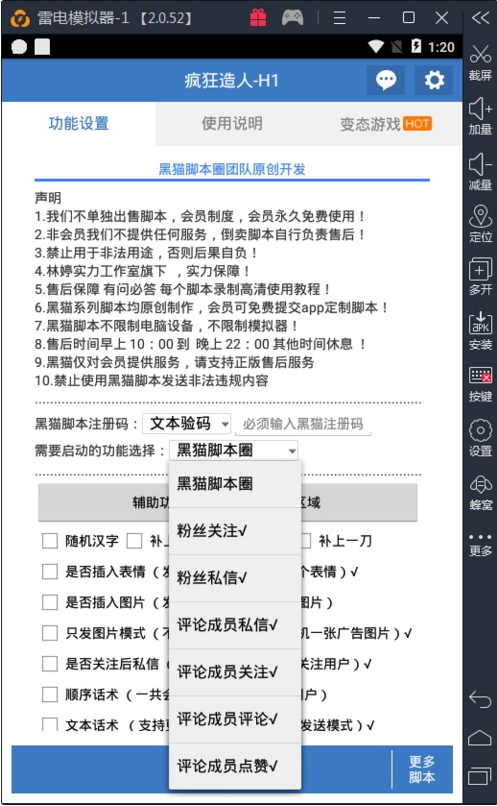 雷电模拟器-1 【2.0.52】
1:20
疯狂造人-H1
功能设置 使用说明 变态游戏 HOT
黑猫脚本圈团队原创开发
声明
1.我们不单独出售脚本，会员制度，会员永久免费使用！
2.非会员我们不提供任何服务，倒卖脚本自行负责售后！
3.禁止用于非法用途，否则后果自负！
4.林婷实力工作室旗下 ，实力保障！
5.售后保障 有问必答 每个脚本录制高清使用教程！
6.黑猫系列脚本均原创制作，会员可免费提交app定制脚本！
7.黑猫脚本不限制电脑设备，不限制模拟器！
8.售后时间早上 10：00 到 晚上 22：00 其他时间休息 ！
9.黑猫仅对会员提供服务，请支持正版售后服务
10.禁止使用黑猫脚本发送非法违规内容
黑猫脚本注册码： 文本验码 必须输入黑猫注册码
需要启动的功能选择： 黑猫脚本圈
黑猫脚本圈
粉丝关注√
粉丝私信√
评论成员私信√
评论成员关注√
评论成员评论√
评论成员点赞√
辅助功 区域
随机汉字 补上 补上一刀
是否插入表情（发 个表情）√
是否插入图片（发 图片）
只发图片模式（不 机一张广告图片）√
是否关注后私信（ 关注用户）√
顺序话术（一共会 户）
文本话术（支持 发送模式）√
更多
脚本
截屏
加量
减量
定位
多开
APK
安装
按键
设置
蜂窝
更多